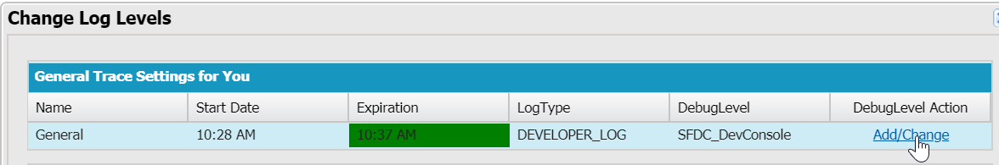 Change Log Levels
General Trace Settings for You
Name Start Date Expiration LogType DebugLevel DebugLevel Action
General 10:28 AM 10:37 AM DEVELOPER_LOG SFDC_DevConsole Add/Change